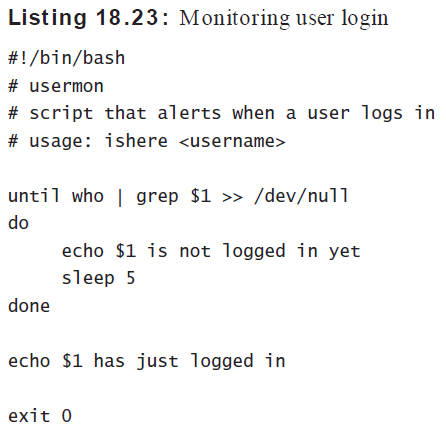 Listing 18.23: Monitoring user login
#!/bin/bash
# usermon
# script that alerts when a user logs in
# usage: ishere <username>
until who | grep $1 >> /dev/null
do
echo $1 is not logged in yet
sleep 5
done
echo $1 has just logged in
exit 0